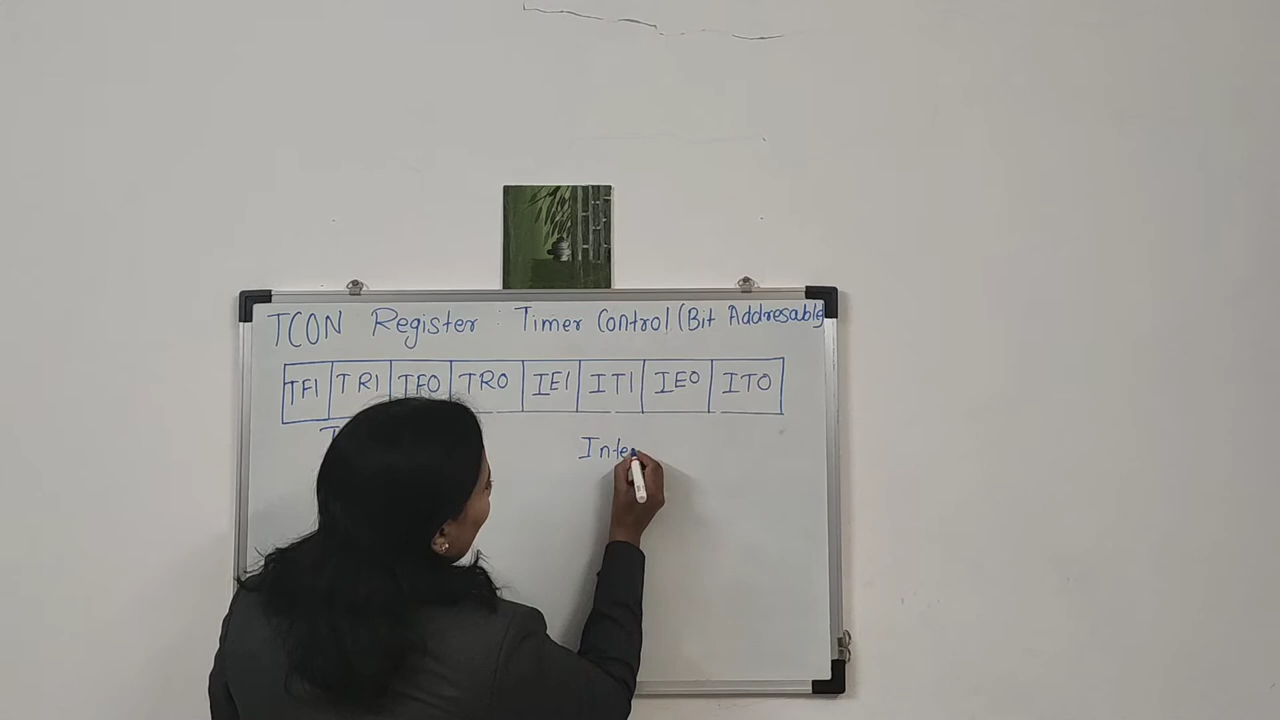 TCON Register : Timer Control (Bit Addresable)
TF1 TR1 TF0 TR0 IE1 IT1 IE0 IT0
Inte